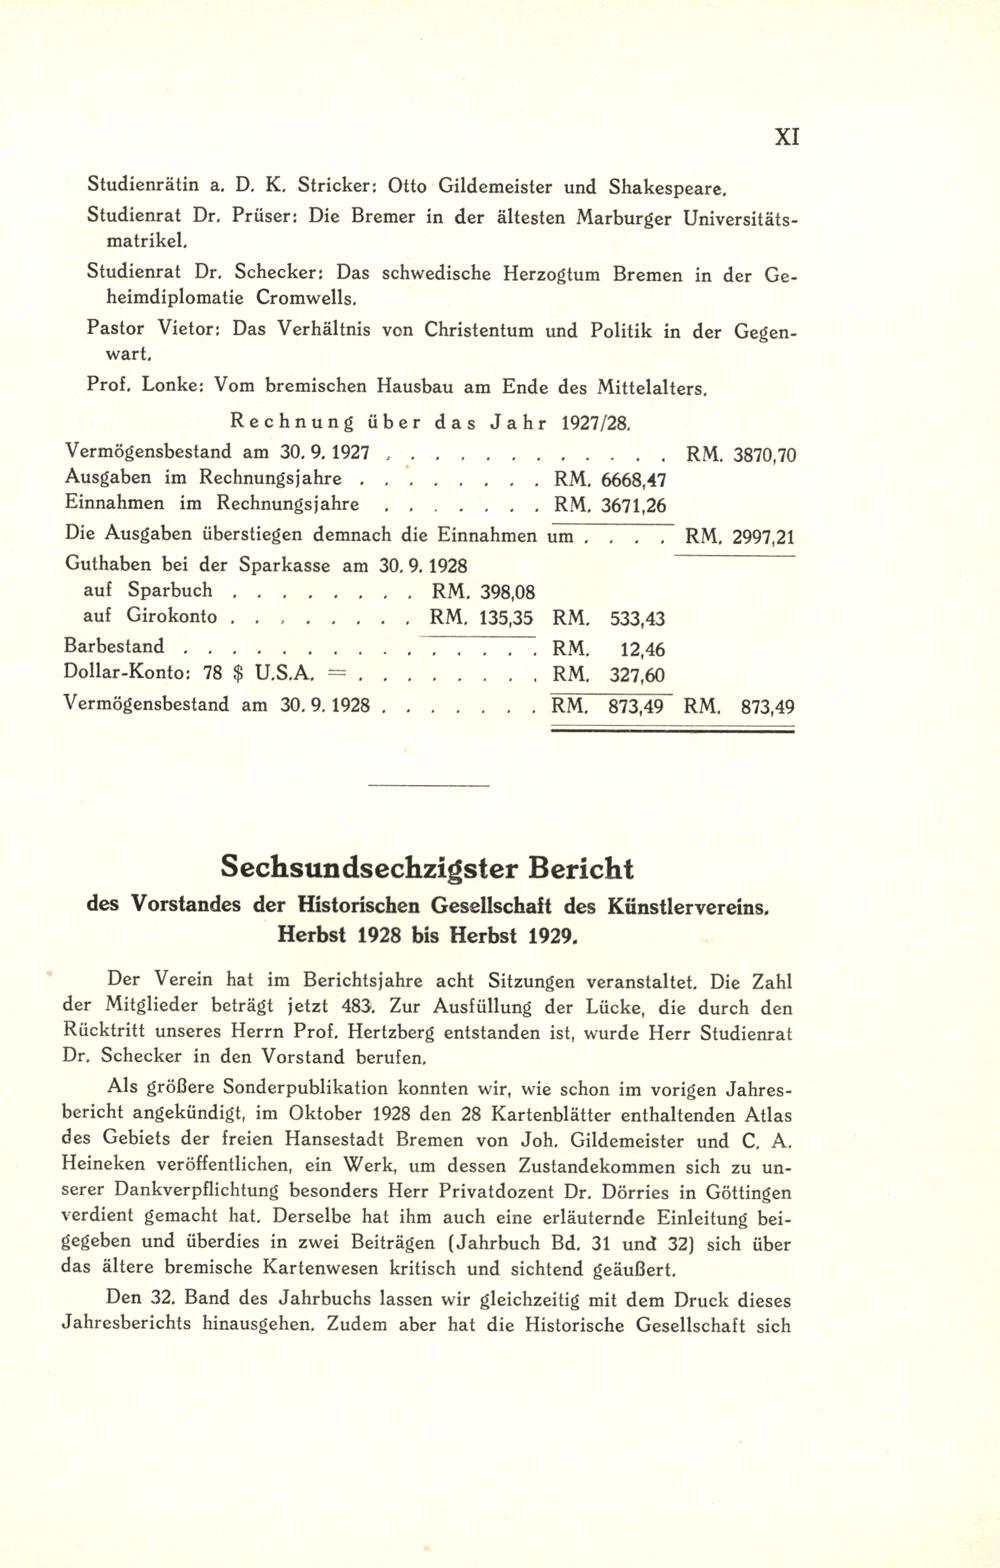 XI
Studienrätin a. D. K. Stricker: Otto Gildemeister und Shakespeare.
Studienrat Dr. Prüser: Die Bremer in der ältesten Marburger Universitäts-
matrikel.
Studienrat Dr. Schecker: Das schwedische Herzogtum Bremen in der Ge-
heimdiplomatie Cromwells.
Pastor Vietor: Das Verhältnis von Christentum und Politik in der Gegen-
wart.
Prof. Lonke: Vom bremischen Hausbau am Ende des Mittelalters.
Rechnung über das Jahr 1927/28.
Vermögensbestand am 30. 9. 1927 . . . . . . . . . . . . RM. 3870,70
Ausgaben im Rechnungsjahre . . . . . . . . RM. 6668,47
Einnahmen im Rechnungsjahre . . . . . . . RM. 3671,26
Die Ausgaben überstiegen demnach die Einnahmen um . . . . RM. 2997,21
Guthaben bei der Sparkasse am 30. 9. 1928
auf Sparbuch . . . . . . . . RM. 398,08
auf Girokonto . . . . . . . . RM. 135,35 RM. 533,43
Barbestand . . . . . . . . . . . . . . . RM. 12,46
Dollar-Konto: 78 $ U.S.A. = . . . . . . . . RM. 327,60
Vermögensbestand am 30. 9. 1928 . . . . . . . RM. 873,49 RM. 873,49
Sechsundsechzigster Bericht
des Vorstandes der Historischen Gesellschaft des Künstlervereins.
Herbst 1928 bis Herbst 1929.
Der Verein hat im Berichtsjahre acht Sitzungen veranstaltet. Die Zahl
der Mitglieder beträgt jetzt 483. Zur Ausfüllung der Lücke, die durch den
Rücktritt unseres Herrn Prof. Hertzberg entstanden ist, wurde Herr Studienrat
Dr. Schecker in den Vorstand berufen.
Als größere Sonderpublikation konnten wir, wie schon im vorigen Jahres-
bericht angekündigt, im Oktober 1928 den 28 Kartenblätter enthaltenden Atlas
des Gebiets der freien Hansestadt Bremen von Joh. Gildemeister und C. A.
Heineken veröffentlichen, ein Werk, um dessen Zustandekommen sich zu un-
serer Dankverpflichtung besonders Herr Privatdozent Dr. Dörries in Göttingen
verdient gemacht hat. Derselbe hat ihm auch eine erläuternde Einleitung bei-
gegeben und überdies in zwei Beiträgen (Jahrbuch Bd. 31 und 32) sich über
das ältere bremische Kartenwesen kritisch und sichtend geäußert.
Den 32. Band des Jahrbuchs lassen wir gleichzeitig mit dem Druck dieses
Jahresberichts hinausgehen. Zudem aber hat die Historische Gesellschaft sich